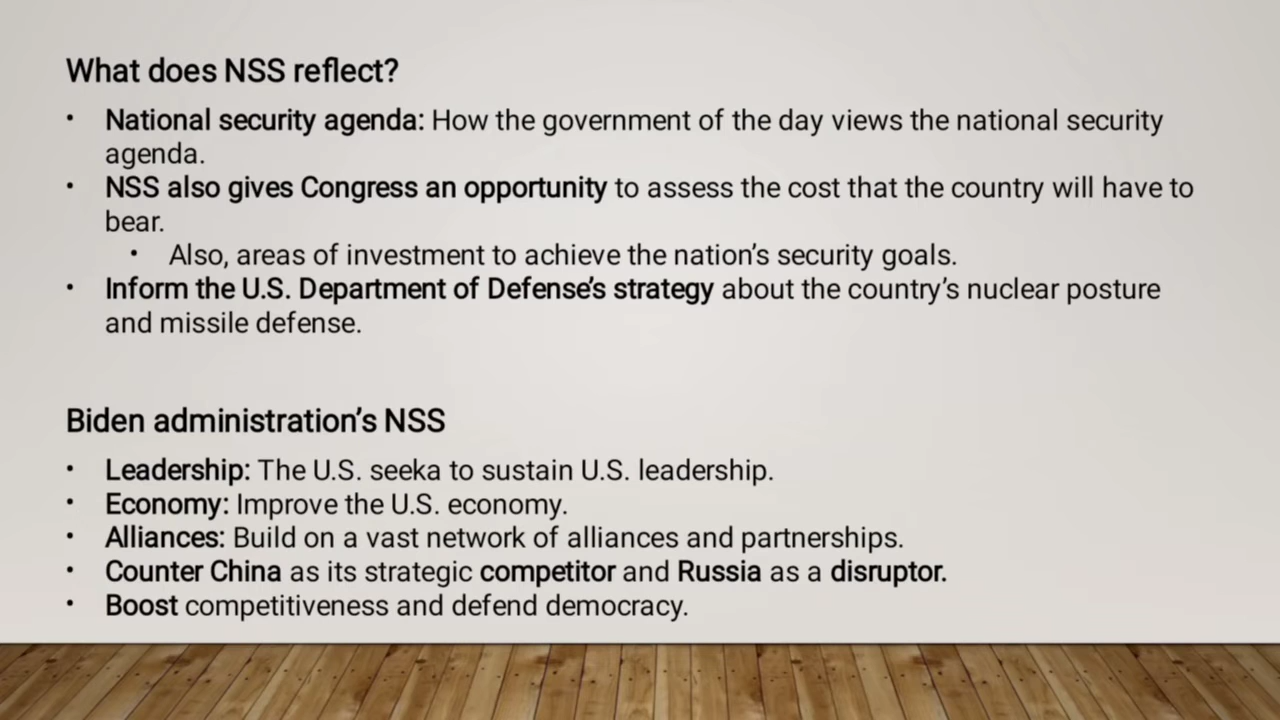 What does NSS reflect?
• National security agenda: How the government of the day views the national security
agenda.
• NSS also gives Congress an opportunity to assess the cost that the country will have to
bear.
• Also, areas of investment to achieve the nation's security goals.
• Inform the U.S. Department of Defense's strategy about the country's nuclear posture
and missile defense.
Biden administration's NSS
• Leadership: The U.S. seeka to sustain U.S. leadership.
• Economy: Improve the U.S. economy.
• Alliances: Build on a vast network of alliances and partnerships.
• Counter China as its strategic competitor and Russia as a disruptor.
• Boost competitiveness and defend democracy.